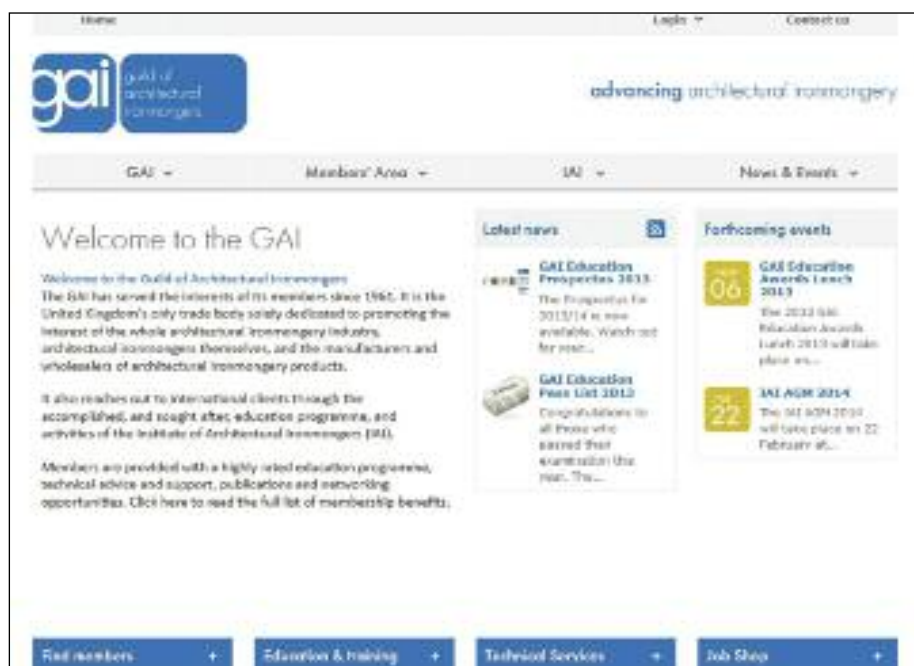 Home
Login
Contact us
gai
guild of
architectural
ironmongers
advancing architectural ironmongery
GAI
Members' Area
IAI
News & Events
Welcome to the GAI
Welcome to the Guild of Architectural Ironmongers
The GAI has served the interests of its members since 1961. It is the
United Kingdom's only trade body solely dedicated to promoting the
interest of the whole architectural ironmongery industry,
architectural ironmongers themselves, and the manufacturers and
wholesalers of architectural ironmongery products.
It also reaches out to international clients through the
accomplished, and sought after, education programme, and
activities of the Institute of Architectural Ironmongers (IAI).
Members are provided with a highly rated education programme,
technical advice and support, publications and networking
opportunities. Click here to read the full list of membership benefits.
Latest news
GAI Education
Prospectus 2013
The Prospectus for
2013/14 is now
available. Watch out
for your...
GAI Education
Pass List 2013
Congratulations to
all those who
passed their
examination this
year. The...
Forthcoming events
06
GAI Education
Awards Lunch
2013
The 2013 GAI
Education Awards
Lunch 2013 will take
place on...
22
IAI AGM 2014
The IAI AGM 2014
will take place on 22
February at...
Find members +
Education & training +
Technical Services +
Job Shop +